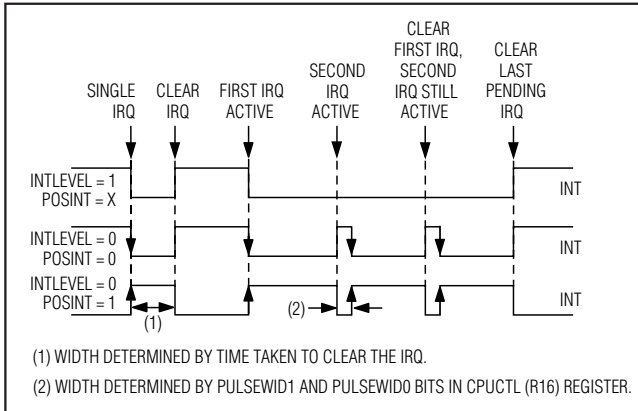 SINGLE
IRQ
CLEAR
IRQ
FIRST IRQ
ACTIVE
SECOND
IRQ
ACTIVE
CLEAR
FIRST IRQ,
SECOND
IRQ STILL
ACTIVE
CLEAR
LAST
PENDING
IRQ
INTLEVEL = 1
POSINT = X
INT
INTLEVEL = 0
POSINT = 0
INT
INTLEVEL = 0
POSINT = 1
INT
(1)
(2)
(1) WIDTH DETERMINED BY TIME TAKEN TO CLEAR THE IRQ.
(2) WIDTH DETERMINED BY PULSEWID1 AND PULSEWID0 BITS IN CPUCTL (R16) REGISTER.